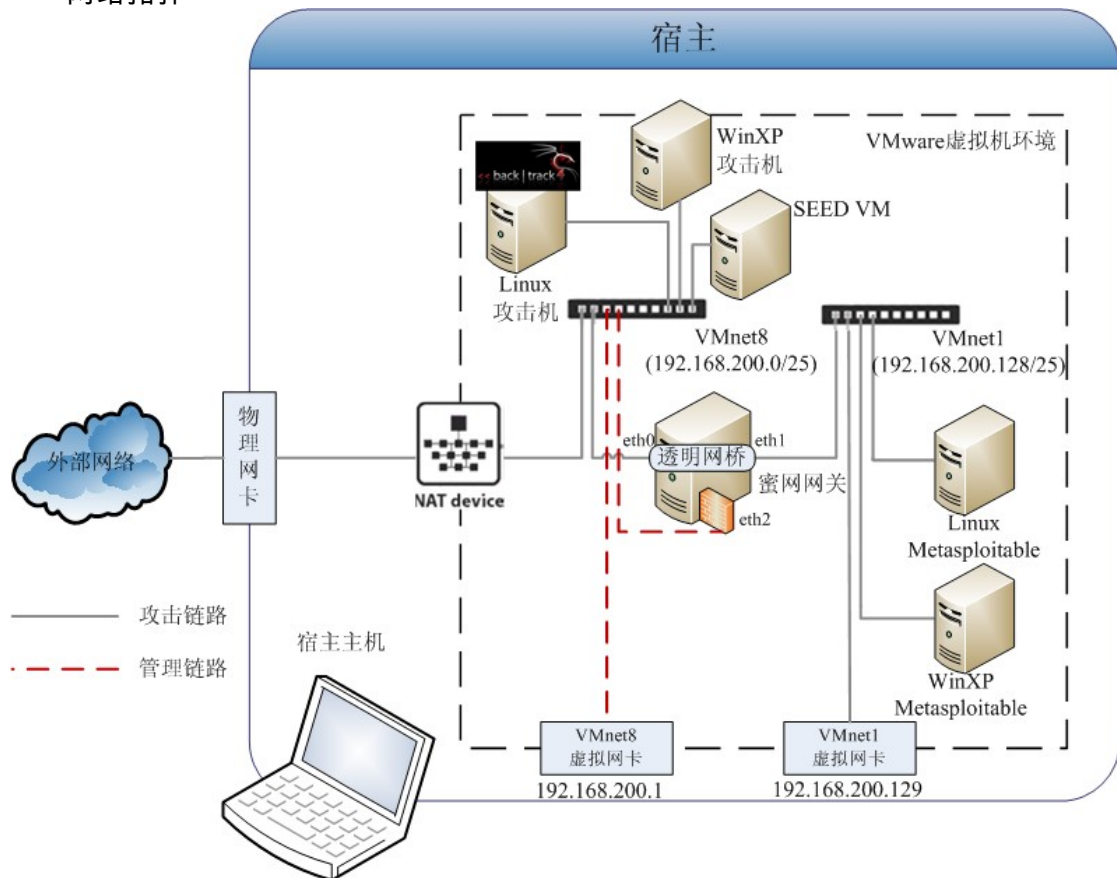 宿主
VMware虚拟机环境
WinXP
攻击机
<< back | track 4
SEED VM
Linux
攻击机
VMnet8
(192.168.200.0/25)
VMnet1
(192.168.200.128/25)
物理网卡
外部网络
NAT device
eth0
eth1
透明网桥
蜜网网关
eth2
Linux
Metasploitable
WinXP
Metasploitable
攻击链路
管理链路
宿主主机
VMnet8
虚拟网卡
192.168.200.1
VMnet1
虚拟网卡
192.168.200.129